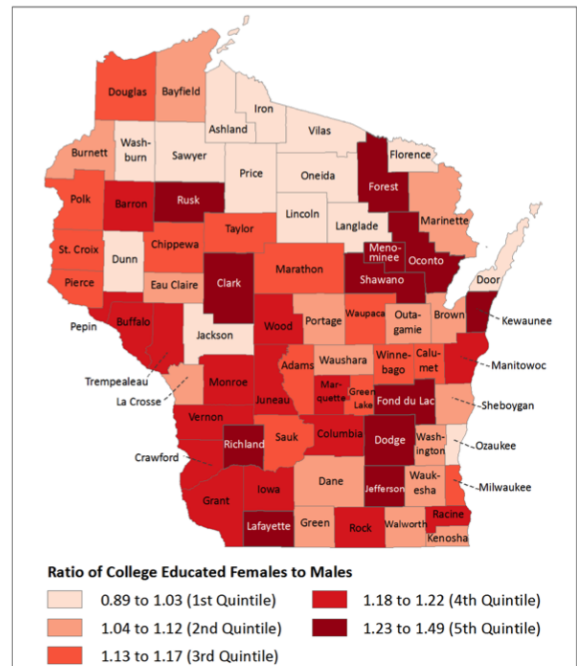 Douglas
Bayfield
Iron
Ashland
Vilas
Florence
Burnett
Wash-
burn
Sawyer
Price
Oneida
Forest
Marinette
Polk
Barron
Rusk
Lincoln
Langlade
Taylor
Oconto
St. Croix
Dunn
Chippewa
Meno-
minee
Marathon
Shawano
Door
Pierce
Eau Claire
Clark
Pepin
Buffalo
Jackson
Wood
Portage
Waupaca
Outa-
gamie
Brown
Kewaunee
Trempealeau
La Crosse
Monroe
Juneau
Adams
Waushara
Winne-
bago
Calu-
met
Manitowoc
Mar-
quette
Green
Lake
Fond du Lac
Sheboygan
Vernon
Crawford
Richland
Sauk
Columbia
Dodge
Wash-
ington
Ozaukee
Grant
Iowa
Dane
Jefferson
Wauk-
esha
Milwaukee
Lafayette
Green
Rock
Walworth
Racine
Kenosha
Ratio of College Educated Females to Males
0.89 to 1.03 (1st Quintile)
1.18 to 1.22 (4th Quintile)
1.04 to 1.12 (2nd Quintile)
1.23 to 1.49 (5th Quintile)
1.13 to 1.17 (3rd Quintile)